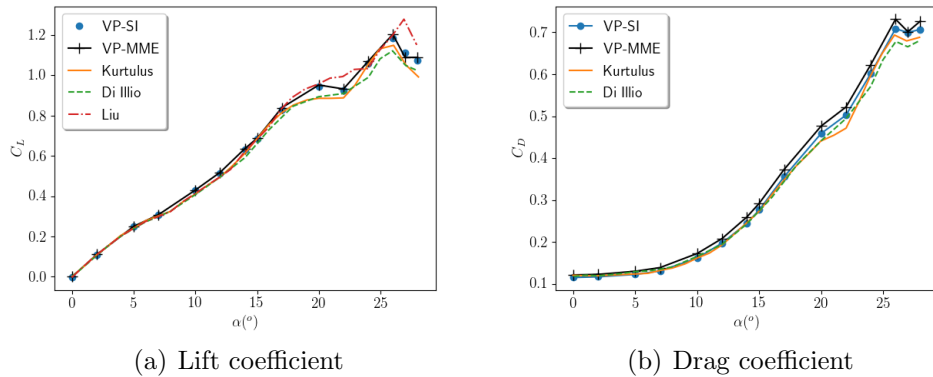 VP-SI
VP-MME
Kurtulus
Di Illio
Liu
1.2
1.0
0.8
0.6
0.4
0.2
0.0
C_L
0 5 10 15 20 25
α(°)
(a) Lift coefficient
VP-SI
VP-MME
Kurtulus
Di Illio
0.7
0.6
0.5
0.4
0.3
0.2
0.1
C_D
0 5 10 15 20 25
α(°)
(b) Drag coefficient